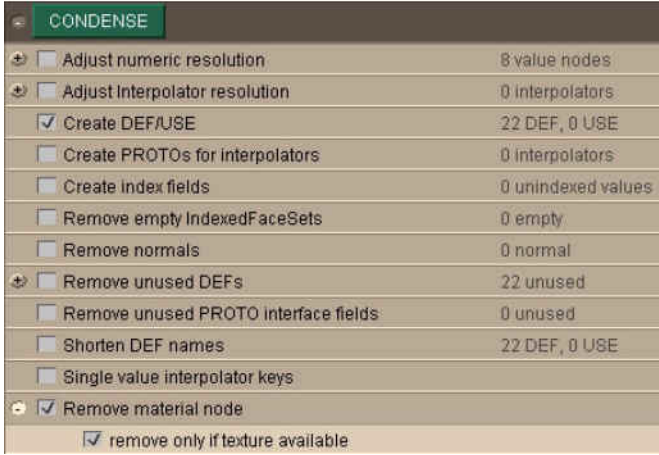 CONDENSE
Adjust numeric resolution 8 value nodes
Adjust Interpolator resolution 0 interpolators
Create DEF/USE 22 DEF, 0 USE
Create PROTOs for interpolators 0 interpolators
Create index fields 0 unindexed values
Remove empty IndexedFaceSets 0 empty
Remove normals 0 normal
Remove unused DEFs 22 unused
Remove unused PROTO interface fields 0 unused
Shorten DEF names 22 DEF, 0 USE
Single value interpolator keys
Remove material node
remove only if texture available